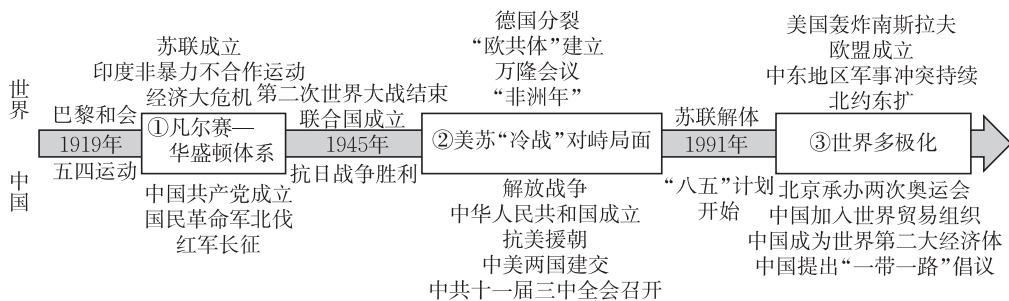 世界
苏联成立
印度非暴力不合作运动
经济大危机
第二次世界大战结束
联合国成立
德国分裂
“欧共体”建立
万隆会议
“非洲年”
苏联解体
美国轰炸南斯拉夫
欧盟成立
中东地区军事冲突持续
北约东扩
巴黎和会
1919年
五四运动
①凡尔赛—
华盛顿体系
1945年
抗日战争胜利
②美苏“冷战”对峙局面
1991年
③世界多极化
中国
中国共产党成立
国民革命军北伐
红军长征
解放战争
中华人民共和国成立
抗美援朝
中美两国建交
中共十一届三中全会召开
“八五”计划
开始
北京承办两次奥运会
中国加入世界贸易组织
中国成为世界第二大经济体
中国提出“一带一路”倡议